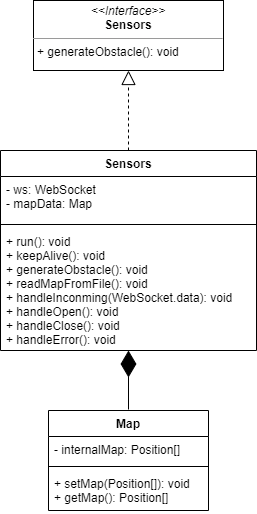 <<Interface>>
Sensors
+ generateObstacle(): void
Sensors
- ws: WebSocket
- mapData: Map
+ run(): void
+ keepAlive(): void
+ generateObstacle(): void
+ readMapFromFile(): void
+ handleInconming(WebSocket.data): void
+ handleOpen(): void
+ handleClose(): void
+ handleError(): void
Map
- internalMap: Position[]
+ setMap(Position[]): void
+ getMap(): Position[]